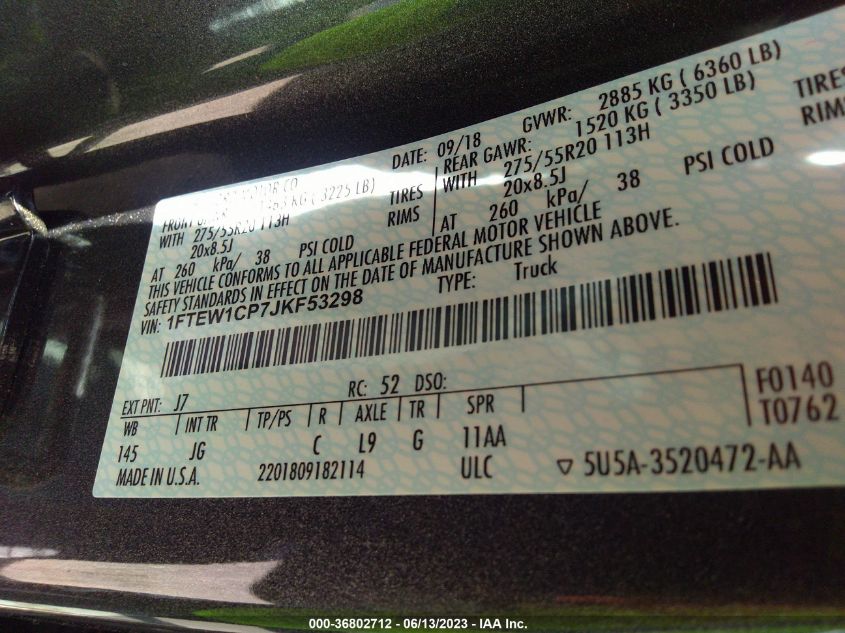 DATE: 09/18 GVWR: 2885 KG ( 6360 LB)
KG ( 3225 LB) REAR GAWR: 1520 KG ( 3350 LB)
WITH 275/55R20 113H TIRES WITH 275/55R20 113H TIRES
20x8.5J RIMS 20x8.5J RIMS
AT 260 kPa/ 38 PSI COLD AT 260 kPa/ 38 PSI COLD
THIS VEHICLE CONFORMS TO ALL APPLICABLE FEDERAL MOTOR VEHICLE
SAFETY STANDARDS IN EFFECT ON THE DATE OF MANUFACTURE SHOWN ABOVE.
VIN: 1FTEW1CP7JKF53298 TYPE: Truck
EXT PNT: J7 RC: 52 DSO: F0140
WB INT TR TP/PS R AXLE TR SPR T0762
145 JG C L9 G 11AA
MADE IN U.S.A. 2201809182114 ULC 5U5A-3520472-AA
000-36802712 - 06/13/2023 - IAA Inc.